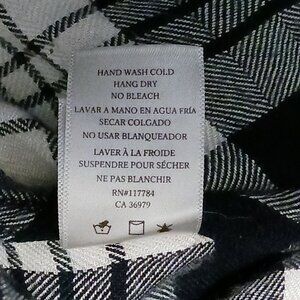 HAND WASH COLD
HANG DRY
NO BLEACH
LAVAR A MANO EN AGUA FRÍA
SECAR COLGADO
NO USAR BLANQUEADOR
LAVER À LA FROIDE
SUSPENDRE POUR SÉCHER
NE PAS BLANCHIR
RN#117784
CA 36979